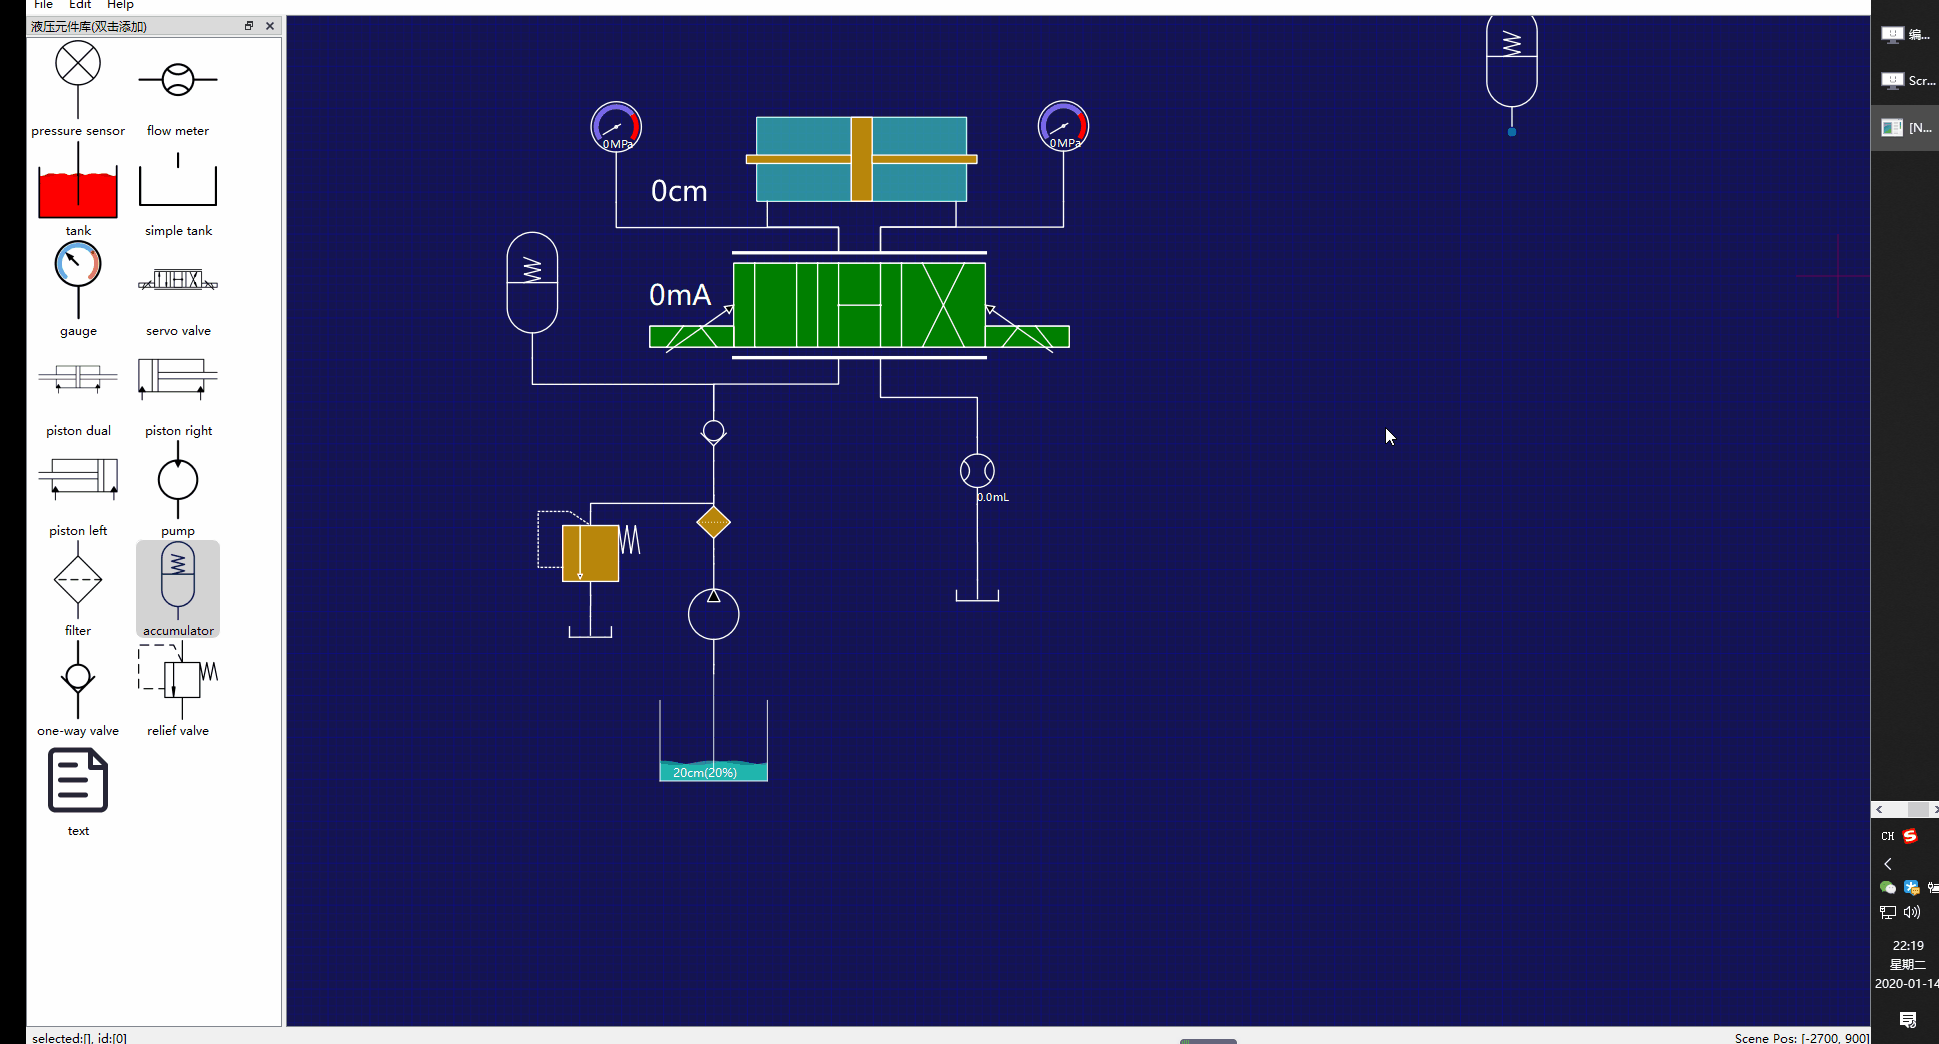 File Edit Help
液压元件库(双击添加)
pressure sensor
flow meter
tank
simple tank
gauge
servo valve
piston dual
piston right
piston left
pump
filter
accumulator
one-way valve
relief valve
text
0MPa
0MPa
0cm
0mA
0.0mL
20cm(20%)
编...
Scr...
[N...
CH
22:19
星期二
2020-01-14
selected:[], id:[0]
Scene Pos: [-2700, 900]